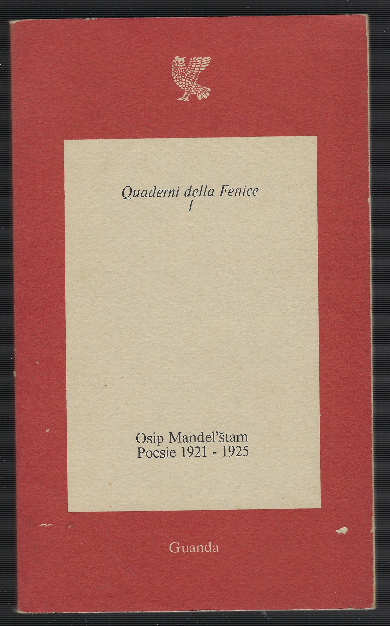 Quaderni della Fenice
1
Osip Mandel'štam
Poesie 1921 - 1925
Guanda